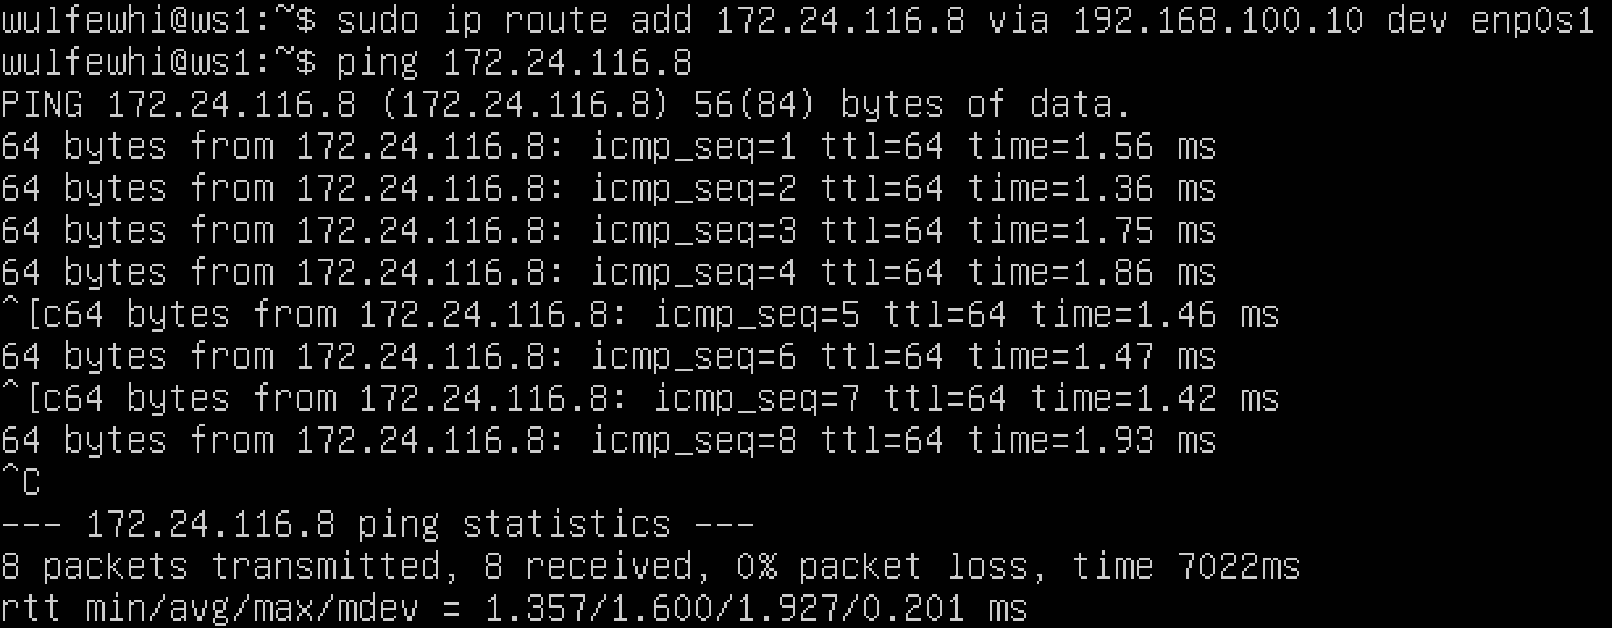 wulfewhi@ws1:~$ sudo ip route add 172.24.116.8 via 192.168.100.10 dev enp0s1
wulfewhi@ws1:~$ ping 172.24.116.8
PING 172.24.116.8 (172.24.116.8) 56(84) bytes of data.
64 bytes from 172.24.116.8: icmp_seq=1 ttl=64 time=1.56 ms
64 bytes from 172.24.116.8: icmp_seq=2 ttl=64 time=1.36 ms
64 bytes from 172.24.116.8: icmp_seq=3 ttl=64 time=1.75 ms
64 bytes from 172.24.116.8: icmp_seq=4 ttl=64 time=1.86 ms
^[c64 bytes from 172.24.116.8: icmp_seq=5 ttl=64 time=1.46 ms
64 bytes from 172.24.116.8: icmp_seq=6 ttl=64 time=1.47 ms
^[c64 bytes from 172.24.116.8: icmp_seq=7 ttl=64 time=1.42 ms
64 bytes from 172.24.116.8: icmp_seq=8 ttl=64 time=1.93 ms
^C
--- 172.24.116.8 ping statistics ---
8 packets transmitted, 8 received, 0% packet loss, time 7022ms
rtt min/avg/max/mdev = 1.357/1.600/1.927/0.201 ms